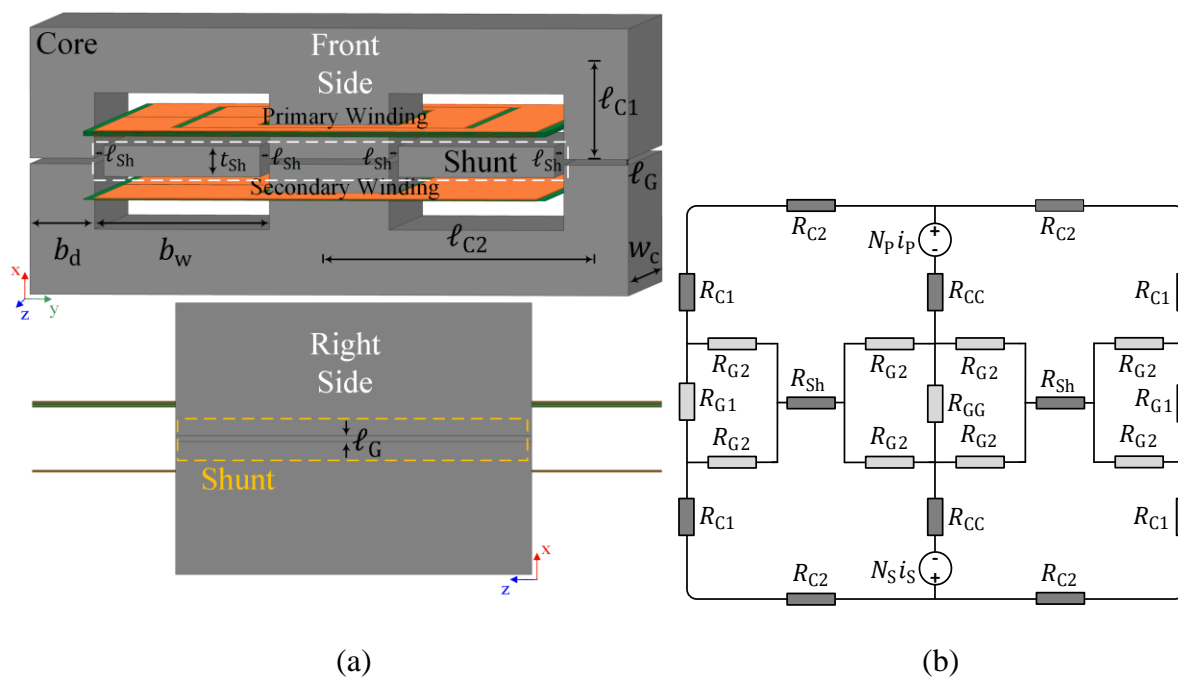 Core
Front
Side
ℓC1
Primary Winding
ℓSh
tSh
ℓSh
ℓSh
Shunt
ℓSh
ℓG
Secondary Winding
bd
bw
ℓC2
wc
x
y
z
Right
Side
ℓG
Shunt
x
z
(a)
RC2
NPiP
+
-
RC2
RC1
RCC
RC1
RG2
RG2
RG2
RG2
RG1
RSh
RGG
RSh
RG1
RG2
RG2
RG2
RG2
RC1
RCC
RC1
RC2
NSiS
-
+
RC2
(b)